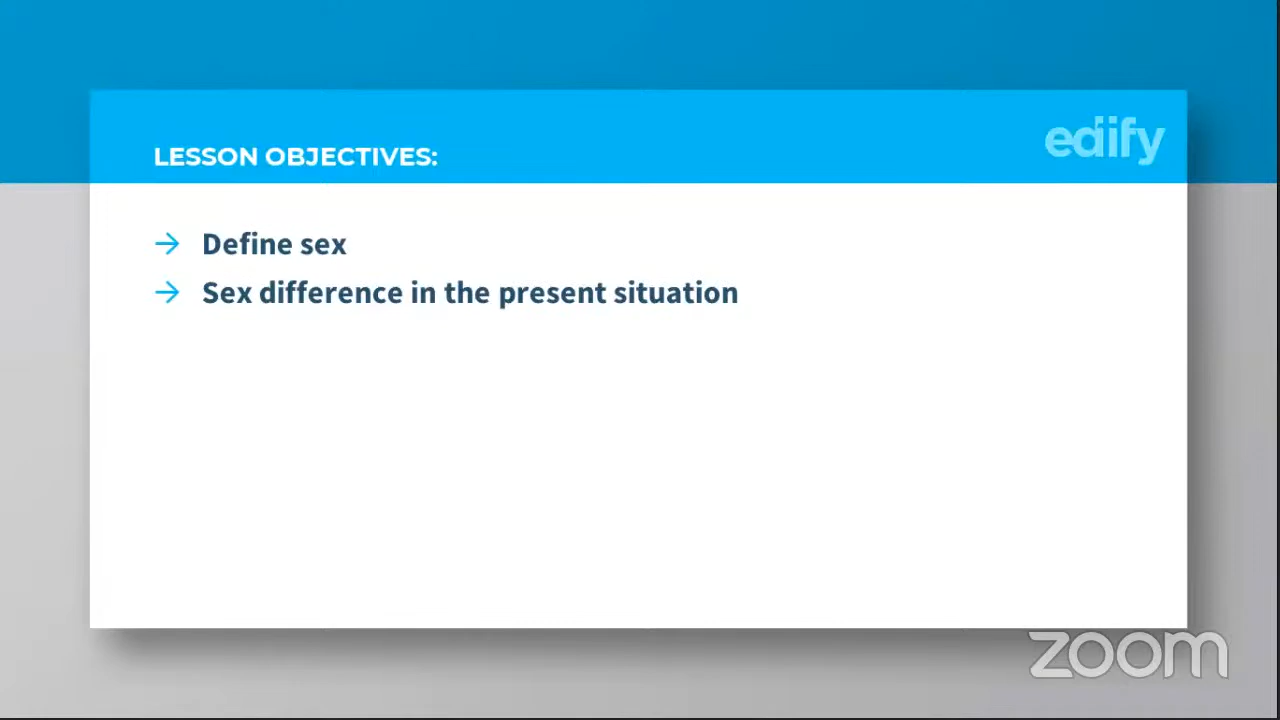 edify
LESSON OBJECTIVES:
→ Define sex
→ Sex difference in the present situation
zoom